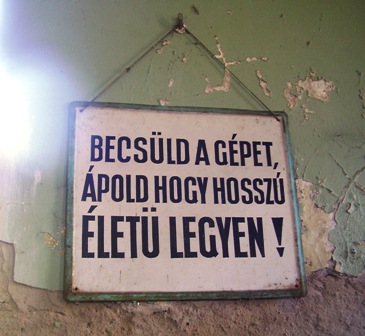 BECSÜLD A GÉPET,
ÁPOLD HOGY HOSSZÚ
ÉLETÜ LEGYEN !